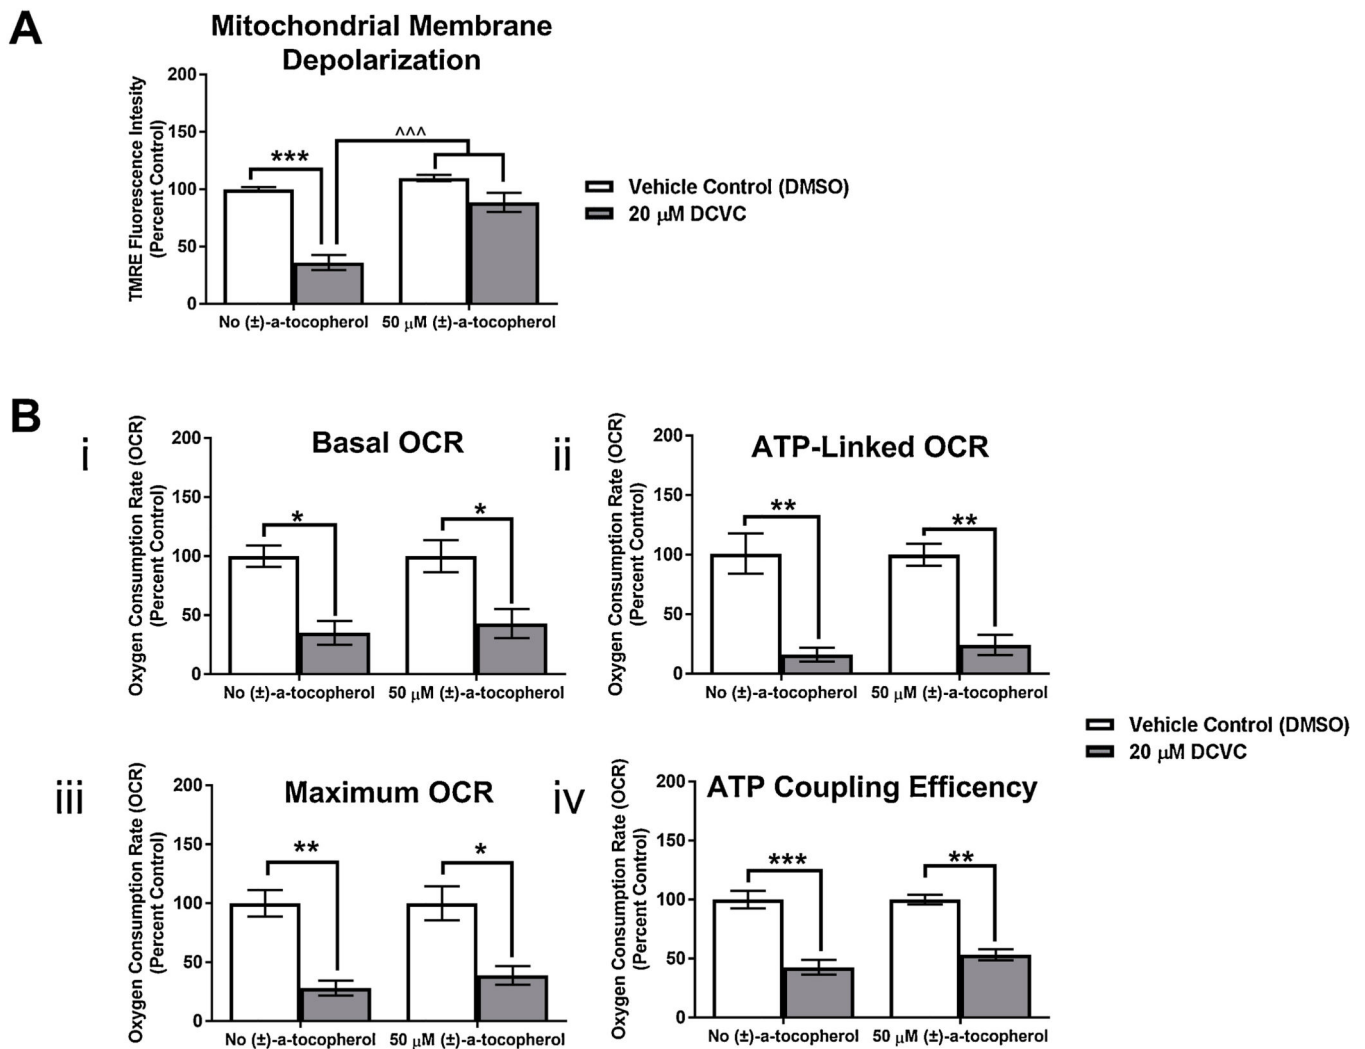 A
Mitochondrial Membrane
Depolarization
TMRE Fluorescence Intesity
(Percent Control)
200
150
100
50
0
***
^^^
No (±)-a-tocopherol
50 μM (±)-a-tocopherol
Vehicle Control (DMSO)
20 μM DCVC
B
i
Basal OCR
Oxygen Consumption Rate (OCR)
(Percent Control)
200
150
100
50
0
*
*
No (±)-a-tocopherol
50 μM (±)-a-tocopherol
ii
ATP-Linked OCR
Oxygen Consumption Rate (OCR)
(Percent Control)
200
150
100
50
0
**
**
No (±)-a-tocopherol
50 μM (±)-a-tocopherol
Vehicle Control (DMSO)
20 μM DCVC
iii
Maximum OCR
Oxygen Consumption Rate (OCR)
(Percent Control)
200
150
100
50
0
**
*
No (±)-a-tocopherol
50 μM (±)-a-tocopherol
iv
ATP Coupling Efficency
Oxygen Consumption Rate (OCR)
(Percent Control)
200
150
100
50
0
***
**
No (±)-a-tocopherol
50 μM (±)-a-tocopherol